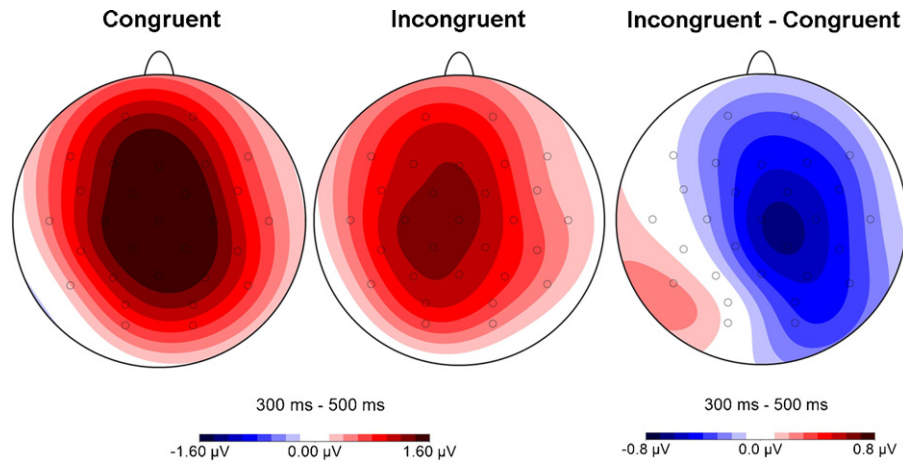 Congruent
Incongruent
Incongruent - Congruent
300 ms - 500 ms
-1.60 µV
0.00 µV
1.60 µV
300 ms - 500 ms
-0.8 µV
0.00 µV
0.8 µV